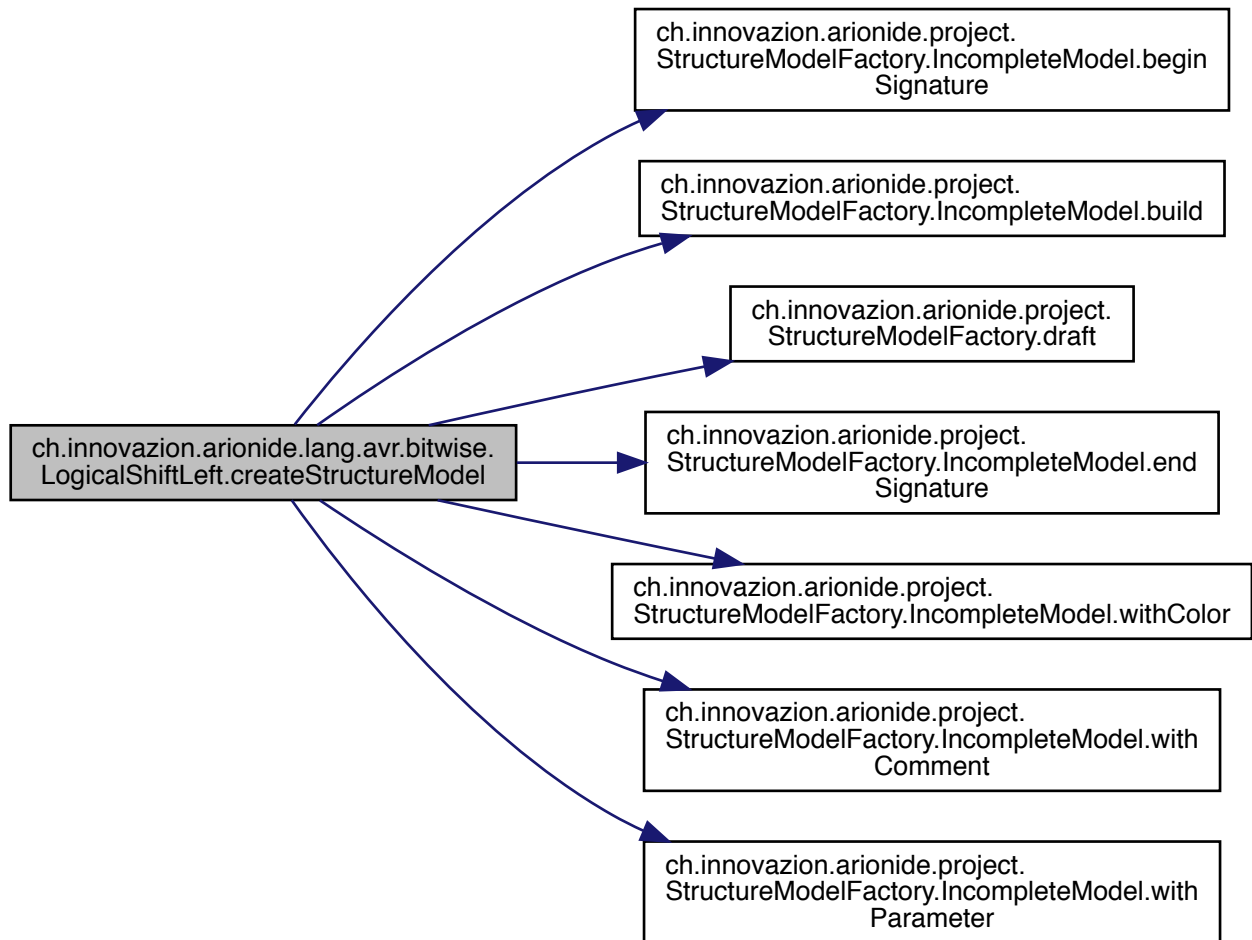 ch.innovazion.arionide.project.
StructureModelFactory.IncompleteModel.begin
Signature
ch.innovazion.arionide.project.
StructureModelFactory.IncompleteModel.build
ch.innovazion.arionide.project.
StructureModelFactory.draft
ch.innovazion.arionide.lang.avr.bitwise.
LogicalShiftLeft.createStructureModel
ch.innovazion.arionide.project.
StructureModelFactory.IncompleteModel.end
Signature
ch.innovazion.arionide.project.
StructureModelFactory.IncompleteModel.withColor
ch.innovazion.arionide.project.
StructureModelFactory.IncompleteModel.with
Comment
ch.innovazion.arionide.project.
StructureModelFactory.IncompleteModel.with
Parameter